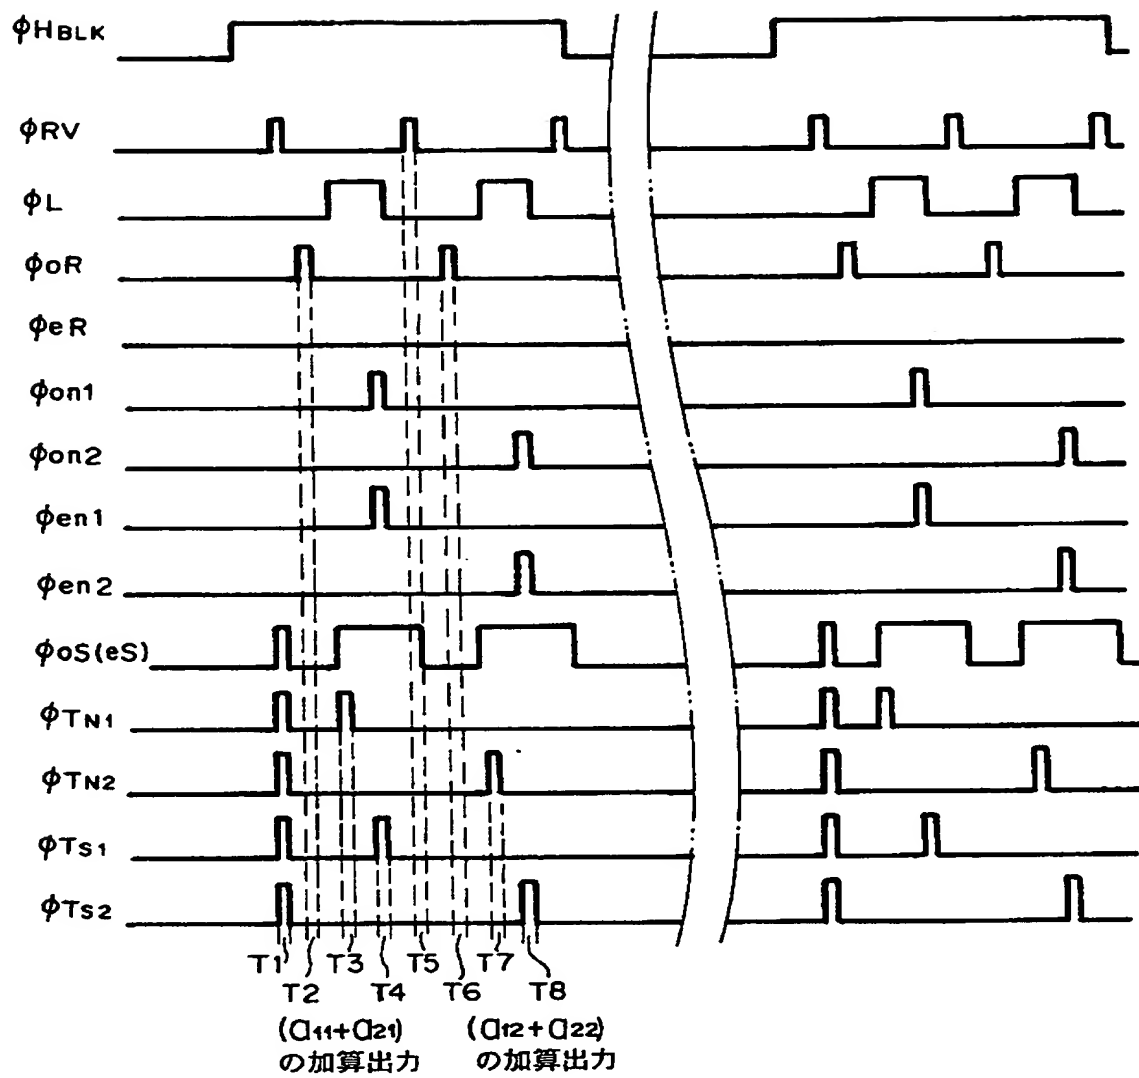 φHBLK
φRV
φL
φoR
φeR
φon1
φon2
φen1
φen2
φoS(eS)
φTN1
φTN2
φTS1
φTS2
T1 T3 T5 T7
T2 T4 T6 T8
(a11+a21) (a12+a22)
の加算出力 の加算出力